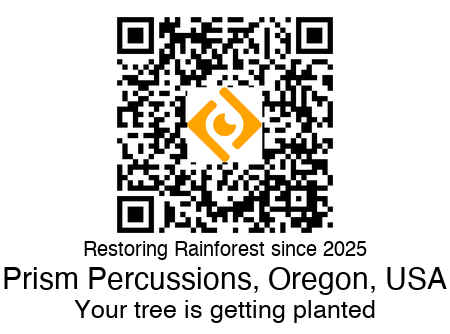 Restoring Rainforest since 2025
Prism Percussions, Oregon, USA
Your tree is getting planted